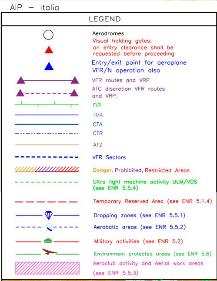 AIP - Italia
LEGEND
Aerodromes
Visual holding gates:
an entry clearance shall be
requested before proceeding
Entry/exit point for aeroplane
VFR/N operation also
VFR routes and VRP
ATC discretion VFR routes
and VRP.
FIR
TMA
CTA
CTR
ATZ
VFR Sectors
Danger, Prohibited, Restricted Areas
Ultra light machine activity ULM/VDS
(see ENR 5.5.4)
Temporary Reserved Area (see ENR 5.1.4)
Dropping zones (see ENR 5.5.1)
Aerobatic areas (see ENR 5.5.2)
Military activities (see ENR 5.2)
Environment protected areas (see ENR 5.6)
Aeroclub activity and Aerial work areas
(see ENR 5.5.3)